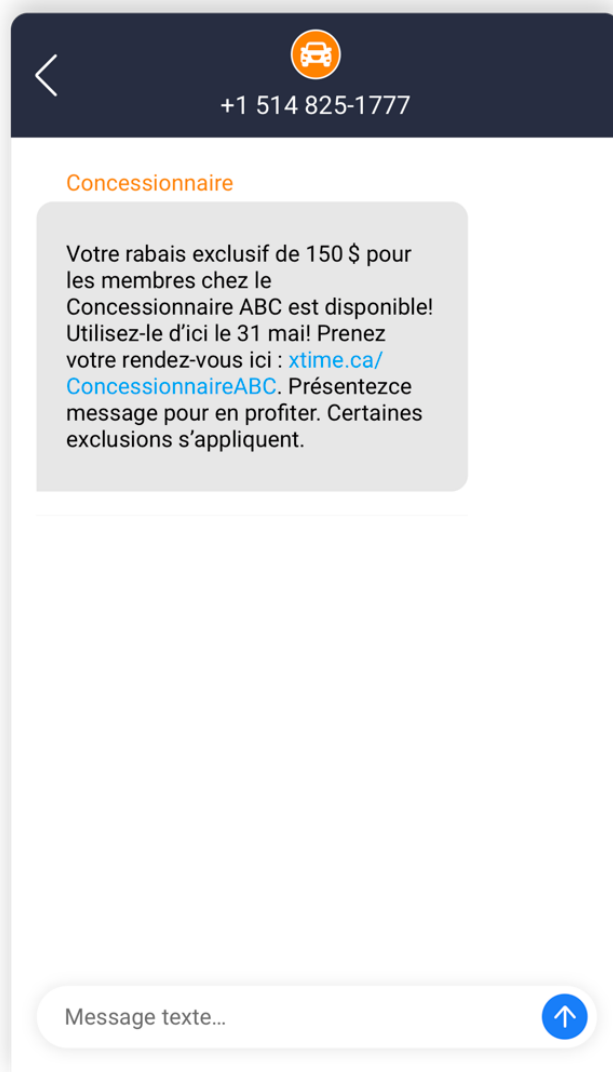 +1 514 825-1777
Concessionnaire
Votre rabais exclusif de 150 $ pour
les membres chez le
Concessionnaire ABC est disponible!
Utilisez-le d’ici le 31 mai! Prenez
votre rendez-vous ici : xtime.ca/
ConcessionnaireABC. Présentezce
message pour en profiter. Certaines
exclusions s’appliquent.
Message texte...